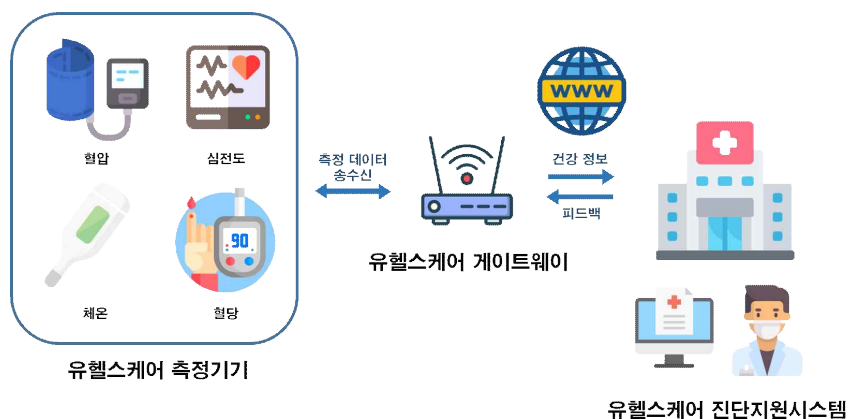 혈압
심전도
체온
90
혈당
유헬스케어 측정기기
측정 데이터
송수신
유헬스케어 게이트웨이
WWW
건강 정보
피드백
유헬스케어 진단지원시스템